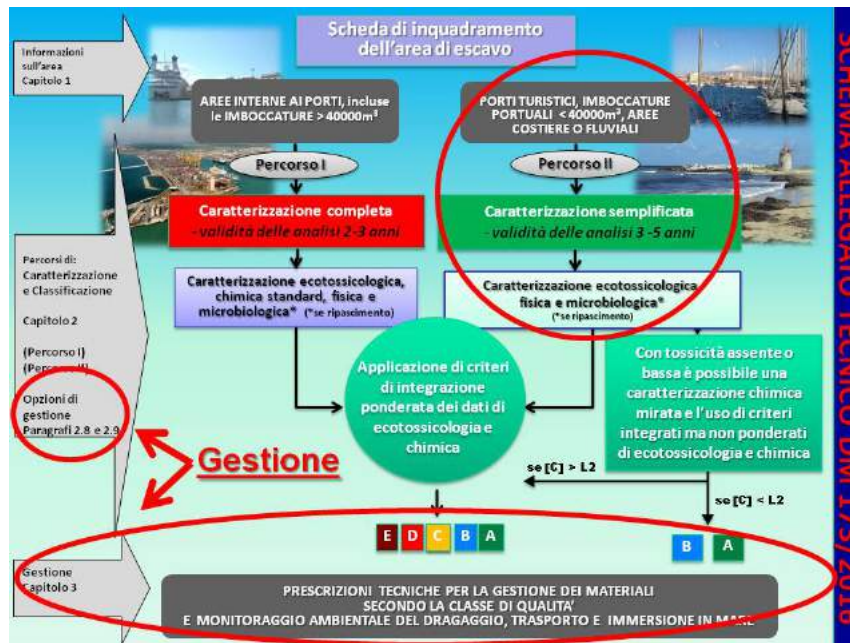 Scheda di inquadramento
dell'area di escavo
Informazioni
sull'area
Capitolo 1
AREE INTERNE AI PORTI, incluse
le IMBOCCATURE > 40000m³
PORTI TURISTICI, IMBOCCATURE
PORTUALI < 40000m³, AREE
COSTIERE O FLUVIALI
Percorso I
Percorso II
Caratterizzazione completa
- validità delle analisi 2-3 anni
Caratterizzazione semplificata
- validità delle analisi 3 -5 anni
Percorsi di:
Caratterizzazione
e Classificazione
Capitolo 2
(Percorso I)
(Percorso II)
Opzioni di
gestione
Paragrafi 2.8 e 2.9
Caratterizzazione ecotossicologica,
chimica standard, fisica e
microbiologica* (*se ripascimento)
Caratterizzazione ecotossicologica
fisica e microbiologica*
(*se ripascimento)
Applicazione di criteri
di integrazione
ponderata dei dati di
ecotossicologia e
chimica
Con tossicità assente o
bassa è possibile una
caratterizzazione chimica
mirata e l'uso di criteri
integrati ma non ponderati
di ecotossicologia e chimica
Gestione
se [C] > L2
se [C] < L2
E D C B A
B A
Gestione
Capitolo 3
PRESCRIZIONI TECNICHE PER LA GESTIONE DEI MATERIALI
SECONDO LA CLASSE DI QUALITA'
E MONITORAGGIO AMBIENTALE DEL DRAGAGGIO, TRASPORTO E IMMERSIONE IN MARE
SCHEMA ALLEGATO TECNICO DM 173/2016